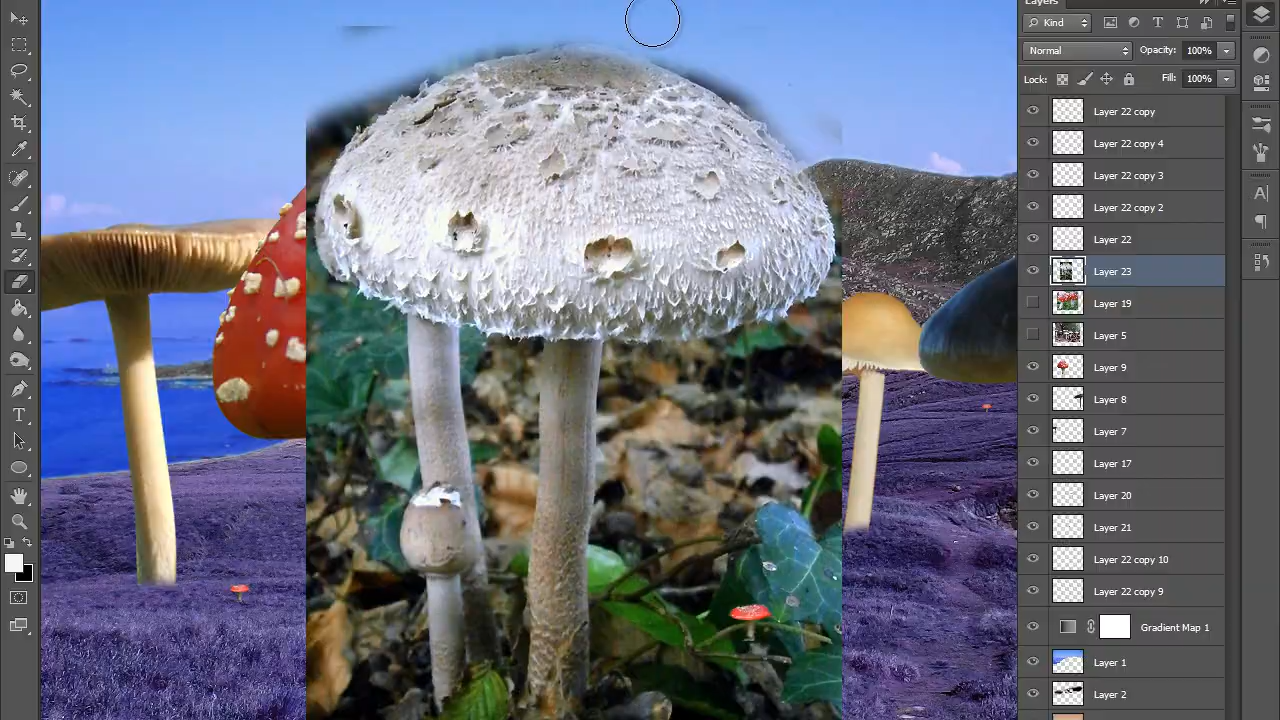 Layers
Kind
Normal
Opacity: 100%
Lock:
Fill: 100%
Layer 22 copy
Layer 22 copy 4
Layer 22 copy 3
Layer 22 copy 2
Layer 22
Layer 23
Layer 19
Layer 5
Layer 9
Layer 8
Layer 7
Layer 17
Layer 20
Layer 21
Layer 22 copy 10
Layer 22 copy 9
Gradient Map 1
Layer 1
Layer 2